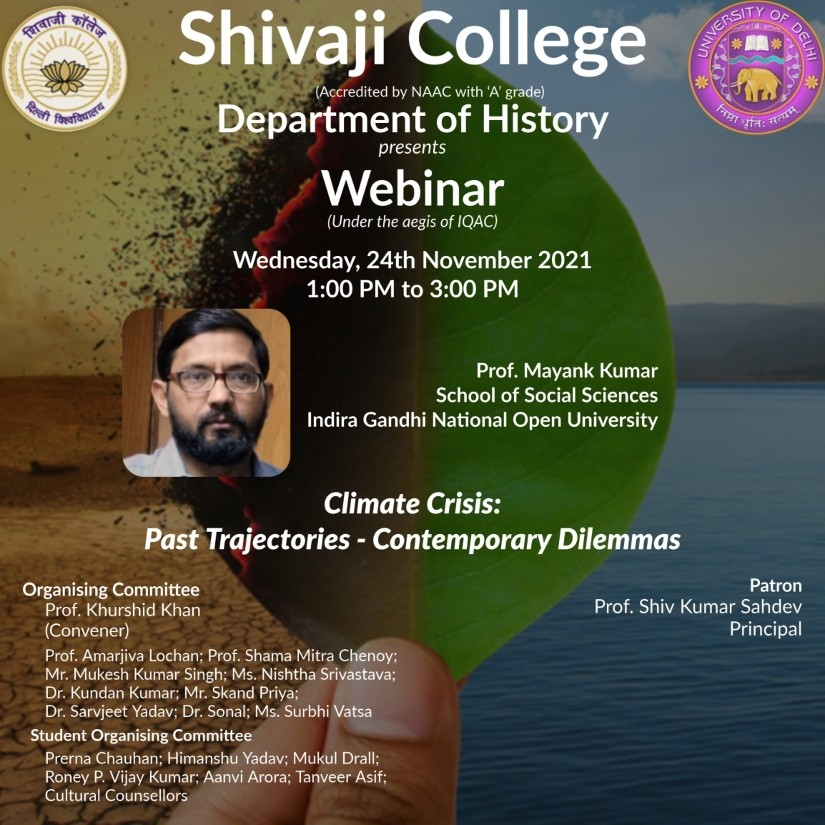 शिवाजी कॉलेज
दिल्ली विश्वविद्यालय
UNIVERSITY OF DELHI
निष्ठा धृति: सत्यम्
Shivaji College
(Accredited by NAAC with ‘A’ grade)
Department of History
presents
Webinar
(Under the aegis of IQAC)
Wednesday, 24th November 2021
1:00 PM to 3:00 PM
Prof. Mayank Kumar
School of Social Sciences
Indira Gandhi National Open University
Climate Crisis:
Past Trajectories - Contemporary Dilemmas
Organising Committee
Prof. Khurshid Khan
(Convener)
Prof. Amarjiva Lochan; Prof. Shama Mitra Chenoy;
Mr. Mukesh Kumar Singh; Ms. Nishtha Srivastava;
Dr. Kundan Kumar; Mr. Skand Priya;
Dr. Sarvjeet Yadav; Dr. Sonal; Ms. Surbhi Vatsa
Student Organising Committee
Prerna Chauhan; Himanshu Yadav; Mukul Drall;
Roney P. Vijay Kumar; Aanvi Arora; Tanveer Asif;
Cultural Counsellors
Patron
Prof. Shiv Kumar Sahdev
Principal